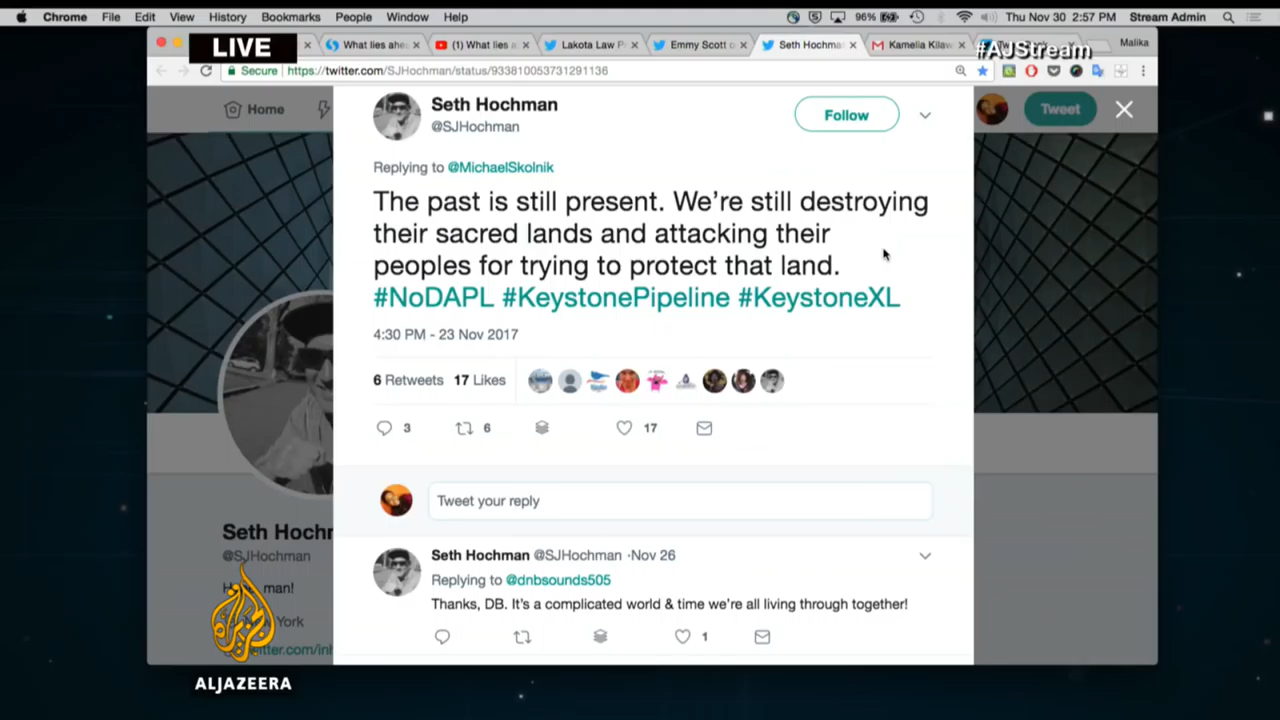 Chrome File Edit View History Bookmarks People Window Help
96% Thu Nov 30 2:57 PM Stream Admin
LIVE
What lies ahe
(1) What lies a
Lakota Law P
Emmy Scott o
Seth Hochma
Kamelia Kilaw
Malika
#AJStream
Secure https://twitter.com/SJHochman/status/933810053731291136
Home
Tweet
Seth Hochman
@SJHochman
Follow
Replying to @MichaelSkolnik
The past is still present. We’re still destroying
their sacred lands and attacking their
peoples for trying to protect that land.
#NoDAPL #KeystonePipeline #KeystoneXL
4:30 PM - 23 Nov 2017
6 Retweets 17 Likes
3 6 17
Tweet your reply
Seth Hochman @SJHochman · Nov 26
Replying to @dnbsounds505
Thanks, DB. It’s a complicated world & time we’re all living through together!
1
Seth Hochr
@SJHochman
man!
York
tter.com/inl
ALJAZEERA